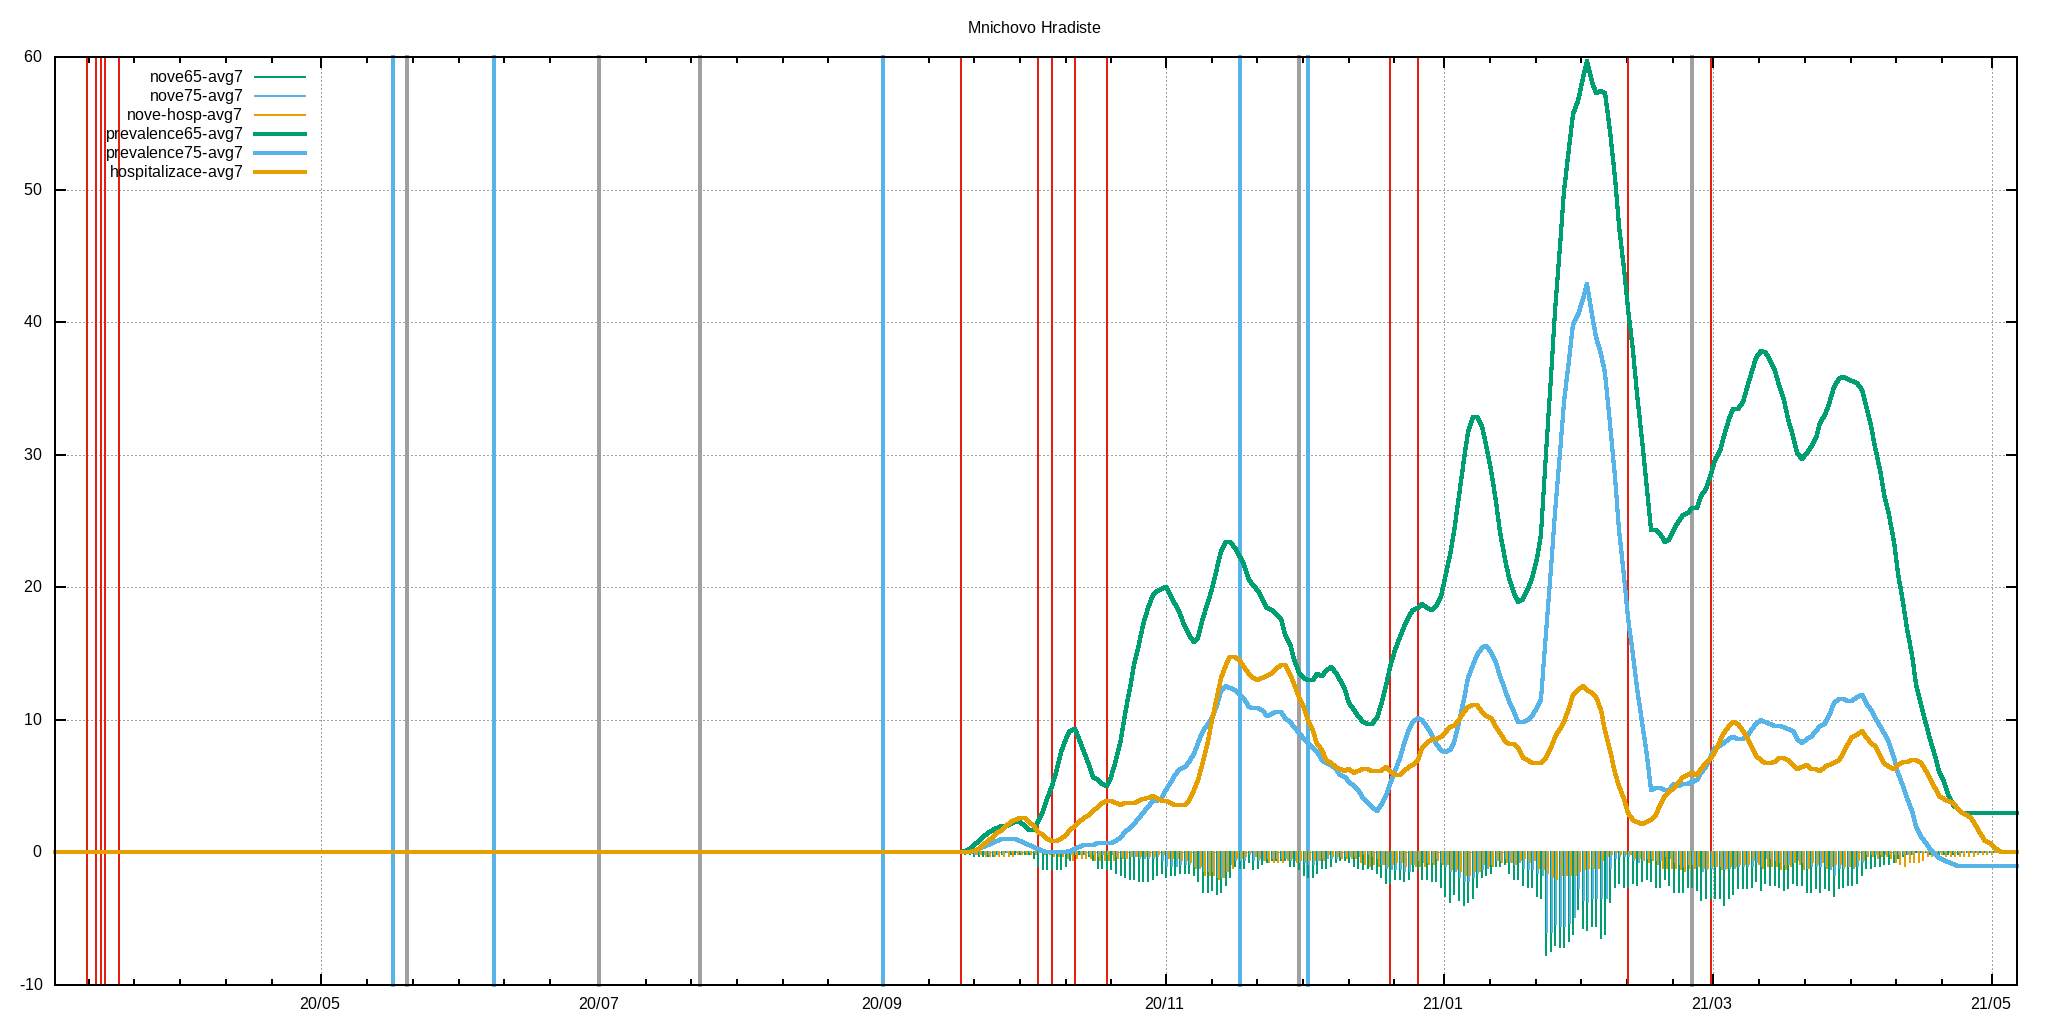 Mnichovo Hradiste
60
50
40
30
20
10
0
-10
nove65-avg7
nove75-avg7
nove-hosp-avg7
prevalence65-avg7
prevalence75-avg7
hospitalizace-avg7
20/05 20/07 20/09 20/11 21/01 21/03 21/05